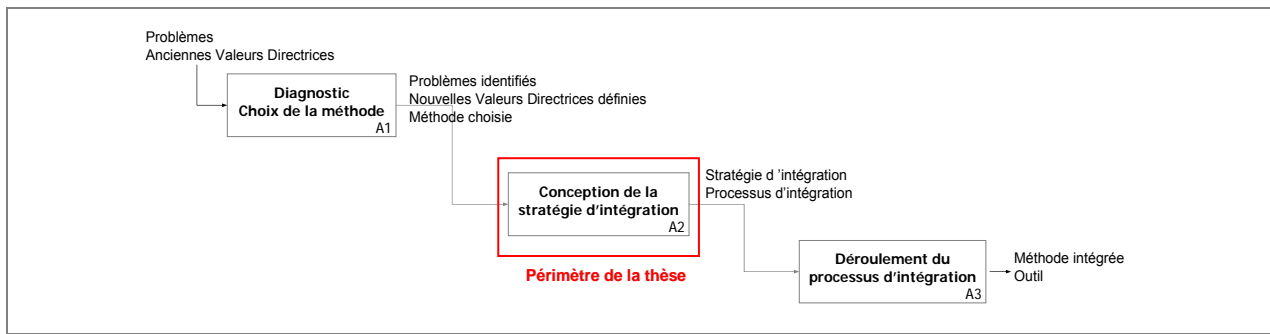 Problèmes
Anciennes Valeurs Directrices
Diagnostic
Choix de la méthode
A1
Problèmes identifiés
Nouvelles Valeurs Directrices définies
Méthode choisie
Conception de la
stratégie d'intégration
A2
Périmètre de la thèse
Stratégie d 'intégration
Processus d'intégration
Déroulement du
processus d'intégration
A3
Méthode intégrée
Outil